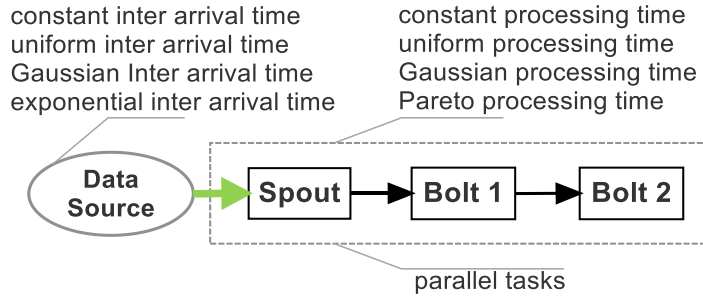 constant inter arrival time
uniform inter arrival time
Gaussian Inter arrival time
exponential inter arrival time
constant processing time
uniform processing time
Gaussian processing time
Pareto processing time
Data
Source
Spout
Bolt 1
Bolt 2
parallel tasks